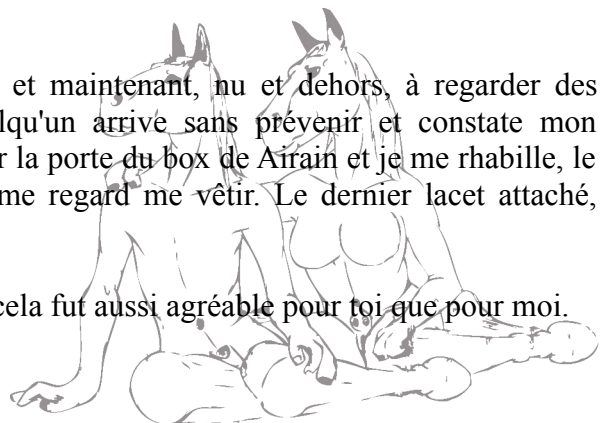 et maintenant, nu et dehors, à regarder des
lqu'un arrive sans prévenir et constate mon
r la porte du box de Airain et je me rhabille, le
me regard me vêtir. Le dernier lacet attaché,
cela fut aussi agréable pour toi que pour moi.